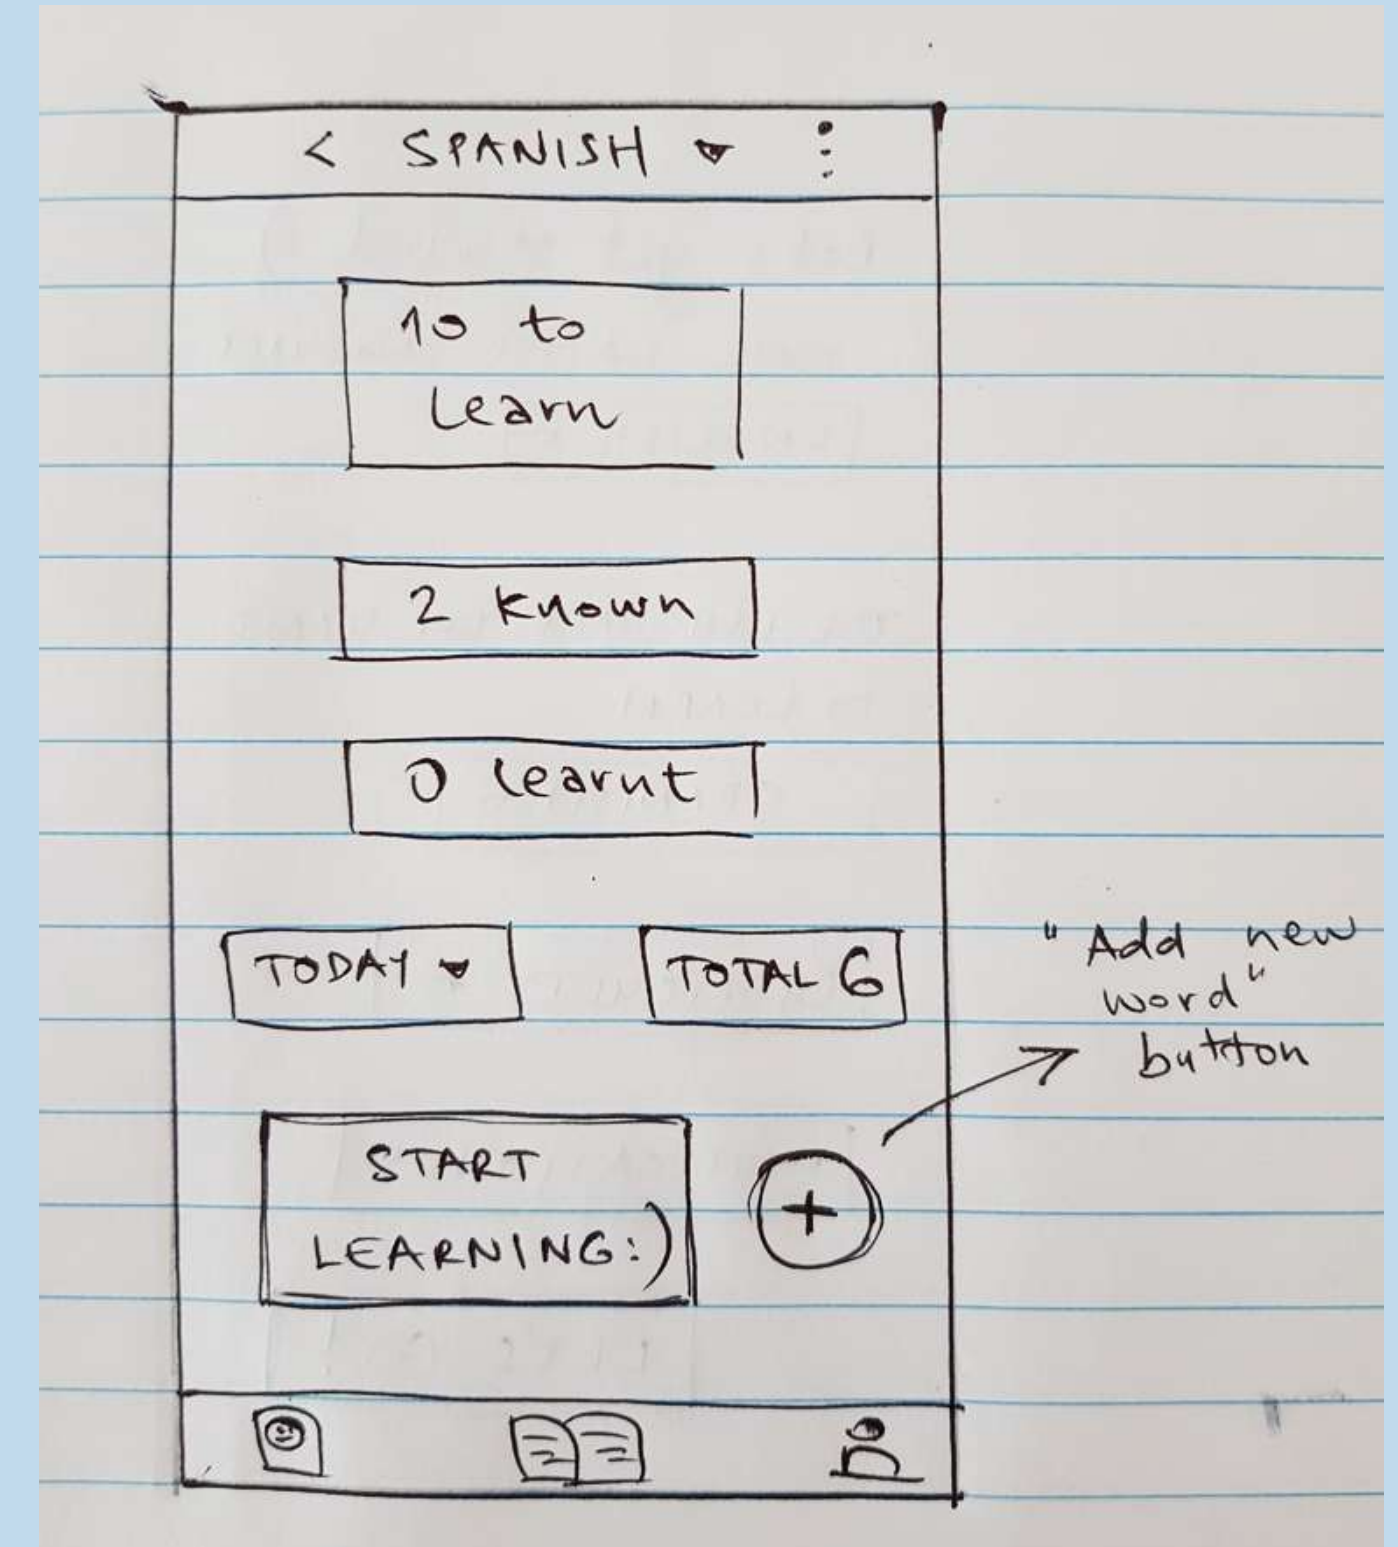 < SPANISH ▾ ⋮
10 to
Learn
2 Known
0 Learnt
TODAY ▾ TOTAL 6
"Add new
word"
button
START
LEARNING:)
+